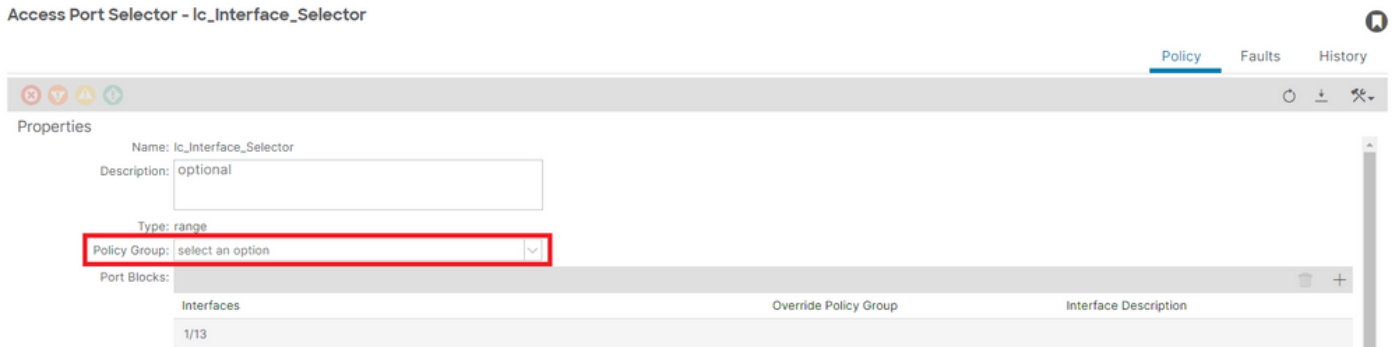 Access Port Selector - lc_Interface_Selector
Policy Faults History
Properties
Name: lc_Interface_Selector
Description: optional
Type: range
Policy Group: select an option
Port Blocks:
Interfaces Override Policy Group Interface Description
1/13